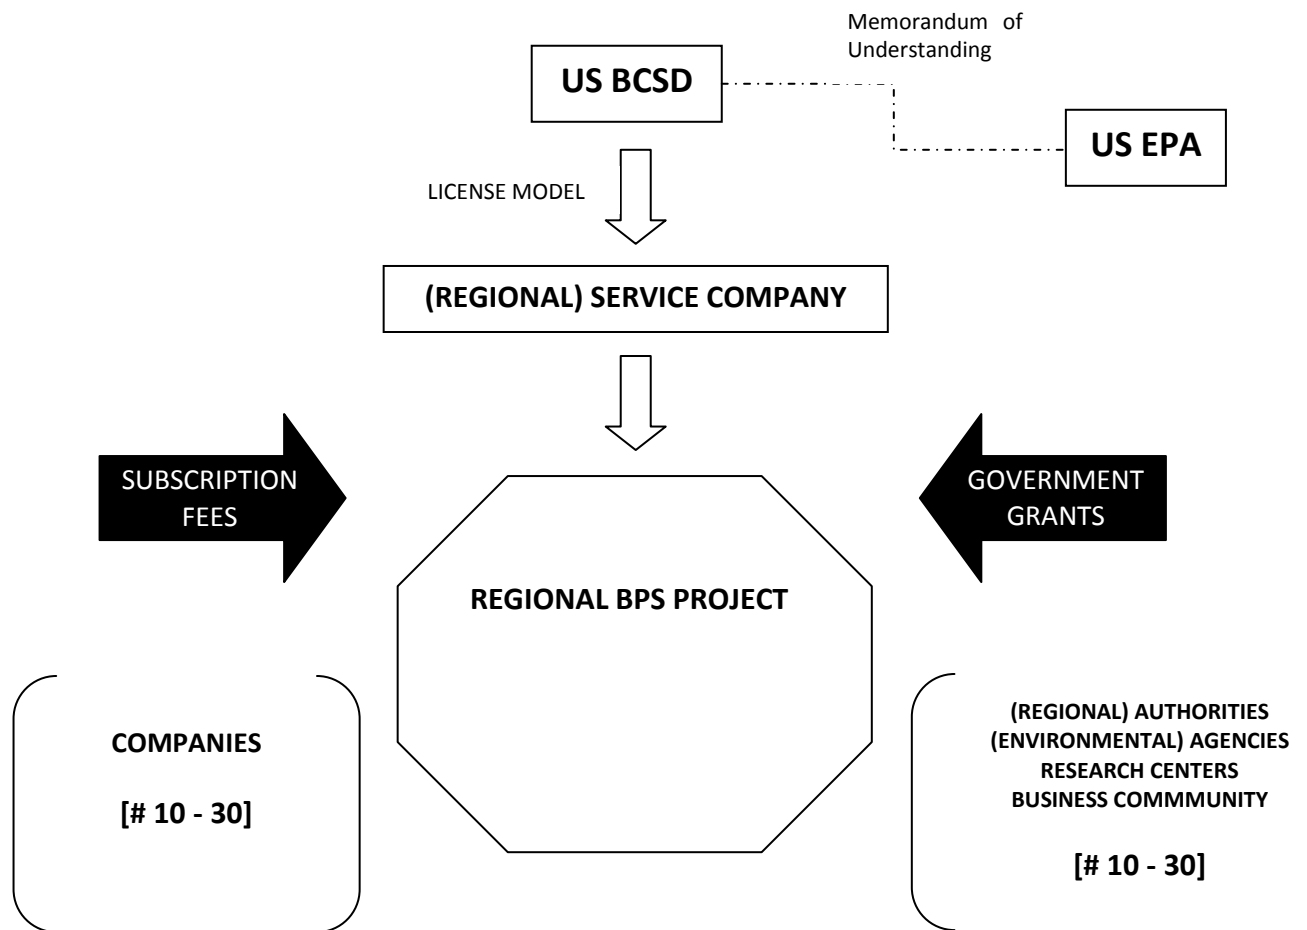 Memorandum of
Understanding
US BCSD
US EPA
LICENSE MODEL
(REGIONAL) SERVICE COMPANY
SUBSCRIPTION
FEES
GOVERNMENT
GRANTS
REGIONAL BPS PROJECT
COMPANIES
[# 10 - 30]
(REGIONAL) AUTHORITIES
(ENVIRONMENTAL) AGENCIES
RESEARCH CENTERS
BUSINESS COMMMUNITY
[# 10 - 30]